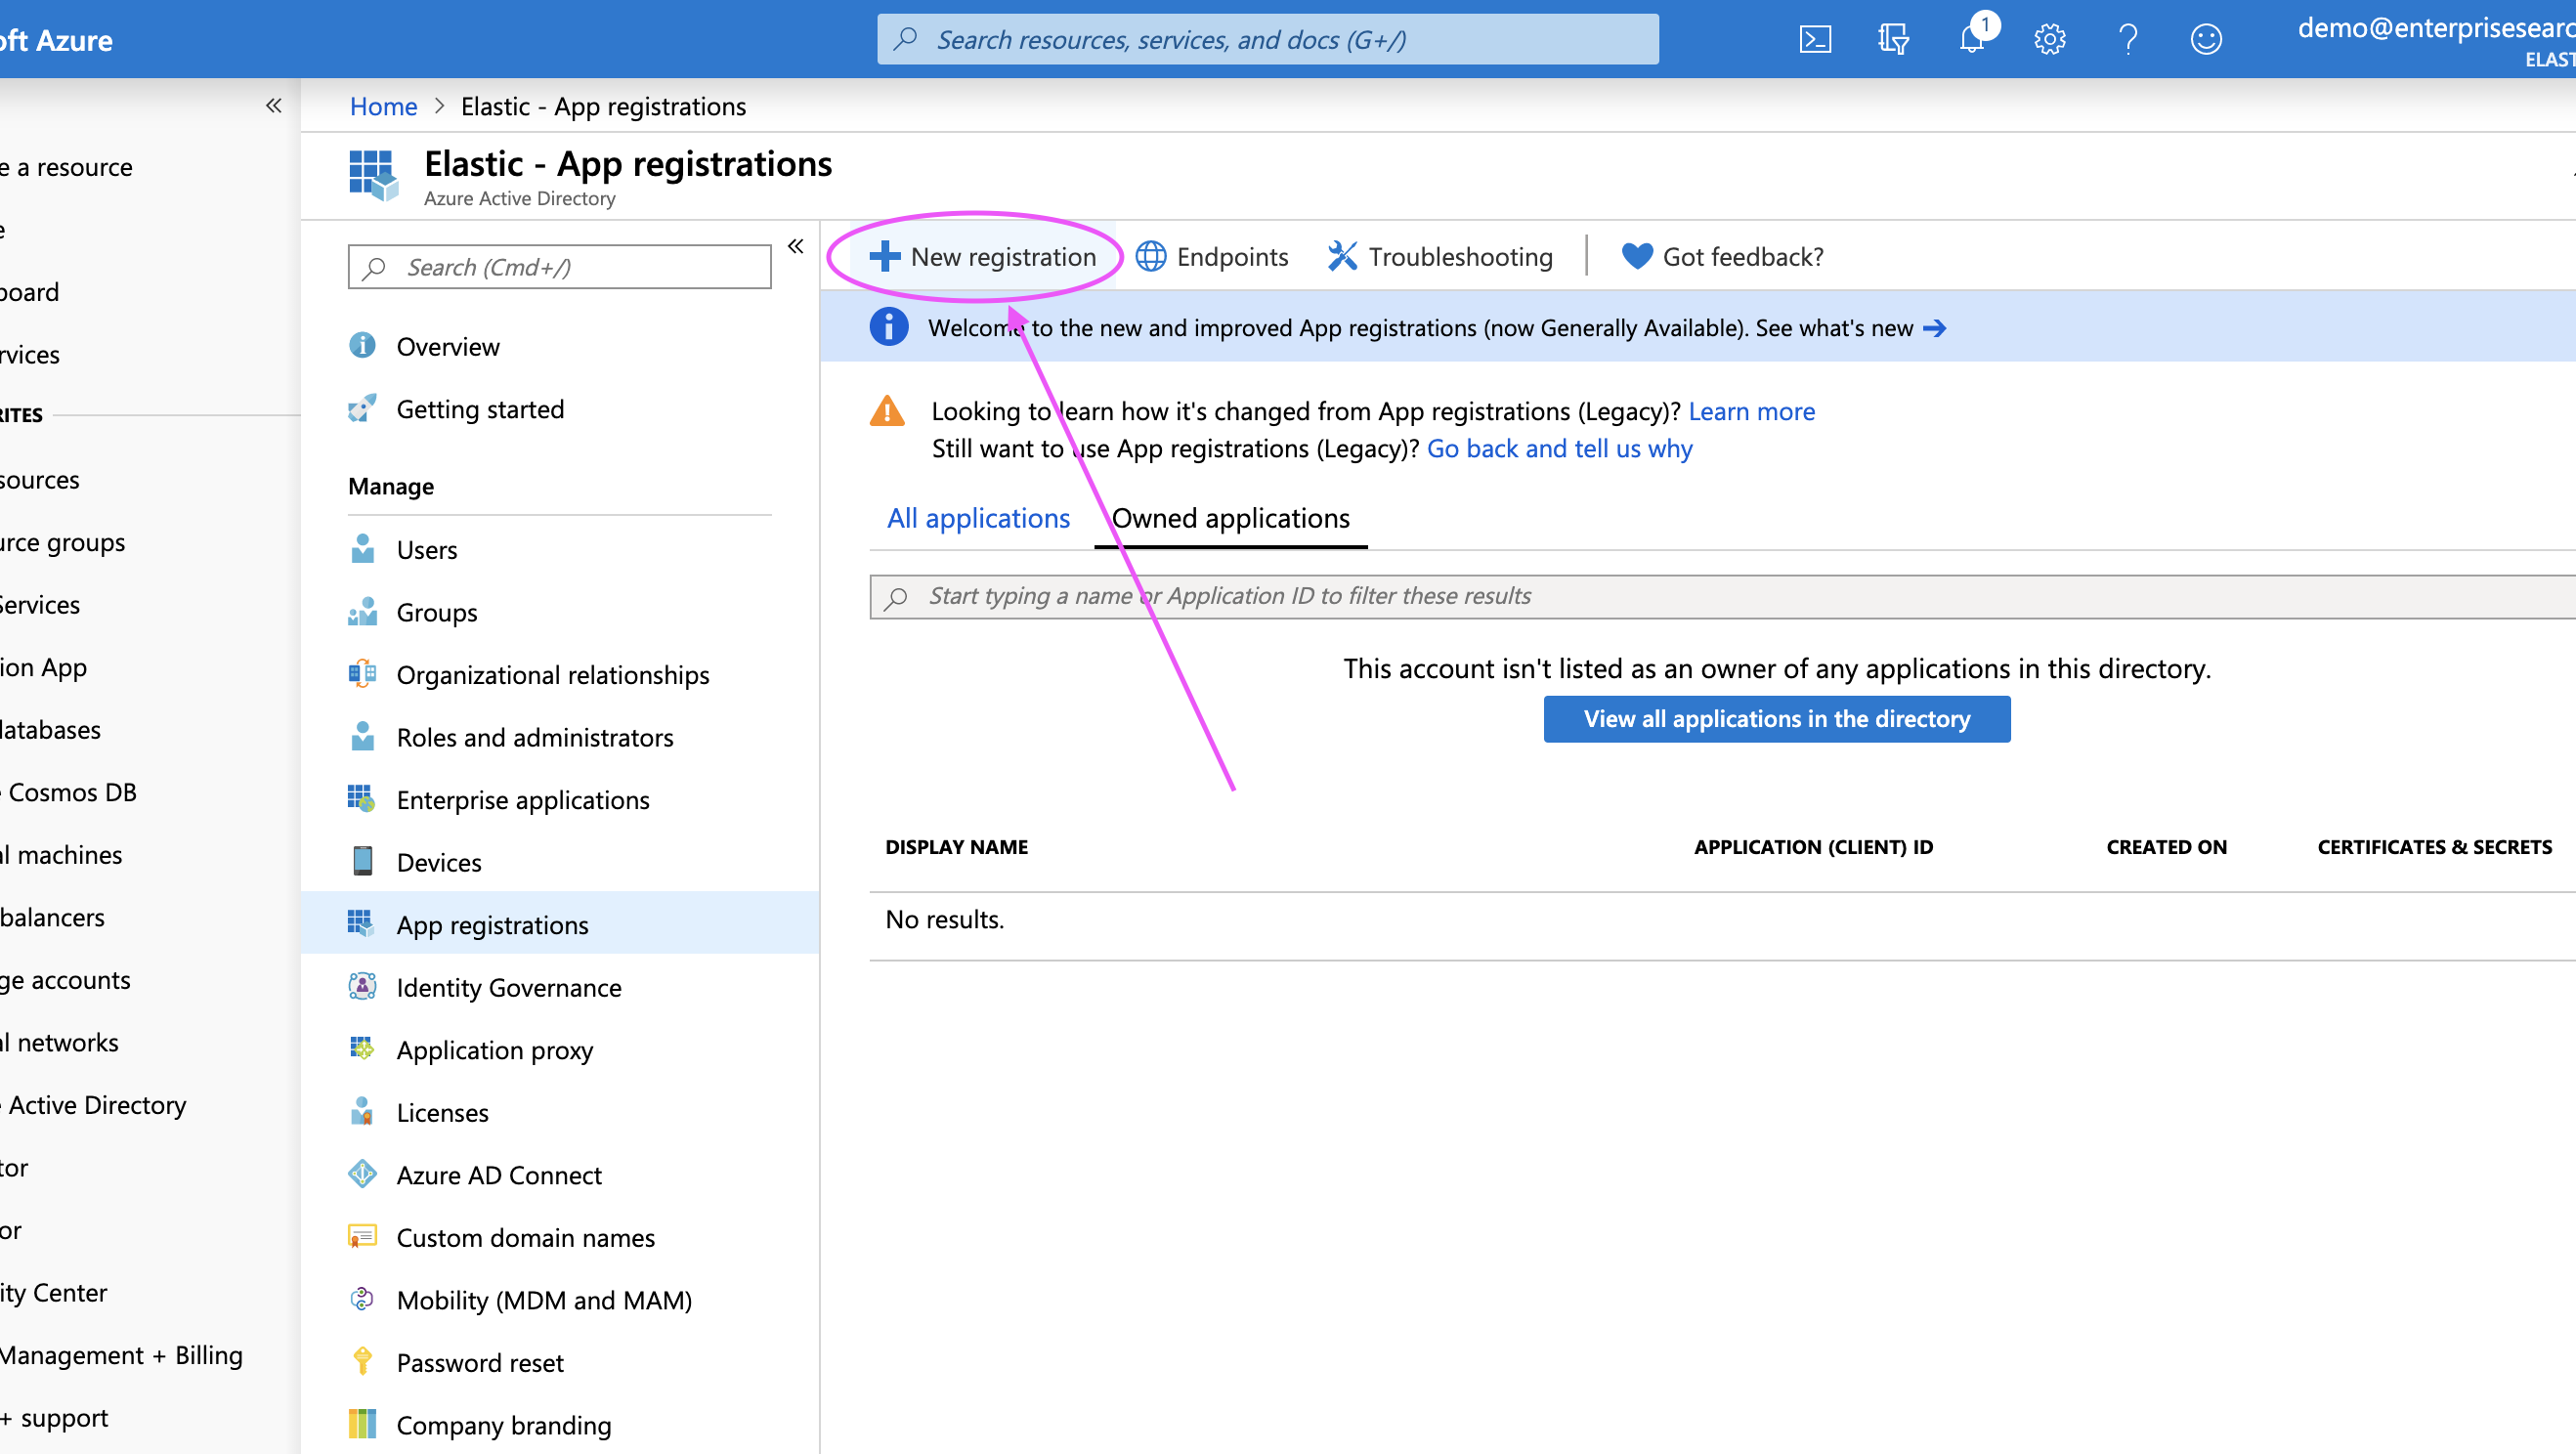 oft Azure
Search resources, services, and docs (G+/)
1
demo@enterprisesearc
ELAST
Home > Elastic - App registrations
Elastic - App registrations
Azure Active Directory
e a resource
e
board
rvices
RITES
sources
urce groups
Services
ion App
databases
Cosmos DB
al machines
balancers
ge accounts
al networks
Active Directory
tor
or
ity Center
Management + Billing
+ support
Search (Cmd+/)
Overview
Getting started
Manage
Users
Groups
Organizational relationships
Roles and administrators
Enterprise applications
Devices
App registrations
Identity Governance
Application proxy
Licenses
Azure AD Connect
Custom domain names
Mobility (MDM and MAM)
Password reset
Company branding
New registration Endpoints Troubleshooting Got feedback?
Welcome to the new and improved App registrations (now Generally Available). See what's new →
Looking to learn how it's changed from App registrations (Legacy)? Learn more
Still want to use App registrations (Legacy)? Go back and tell us why
All applications Owned applications
Start typing a name or Application ID to filter these results
This account isn't listed as an owner of any applications in this directory.
View all applications in the directory
DISPLAY NAME APPLICATION (CLIENT) ID CREATED ON CERTIFICATES & SECRETS
No results.